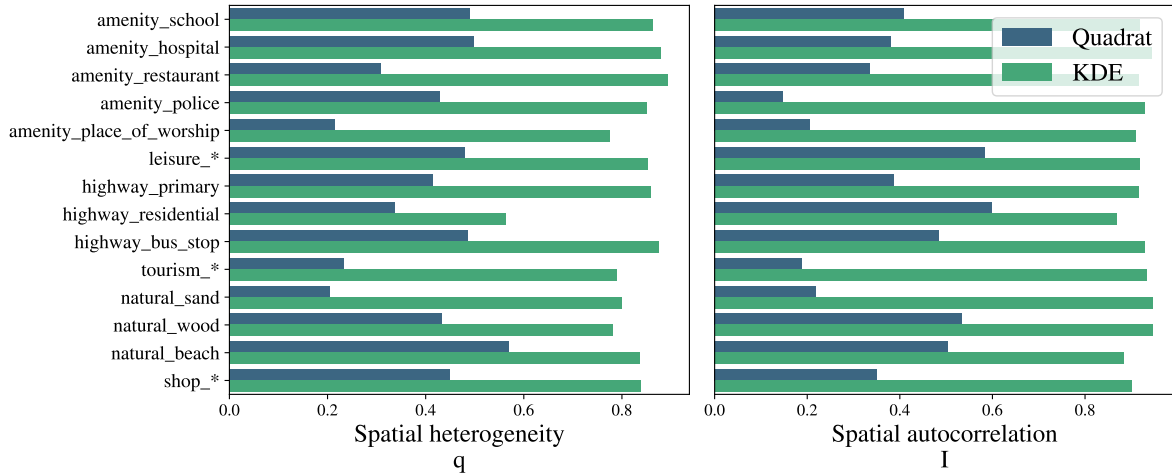 amenity_school
amenity_hospital
amenity_restaurant
amenity_police
amenity_place_of_worship
leisure_*
highway_primary
highway_residential
highway_bus_stop
tourism_*
natural_sand
natural_wood
natural_beach
shop_*
0.0 0.2 0.4 0.6 0.8
Spatial heterogeneity
q
Quadrat
KDE
0.0 0.2 0.4 0.6 0.8
Spatial autocorrelation
I